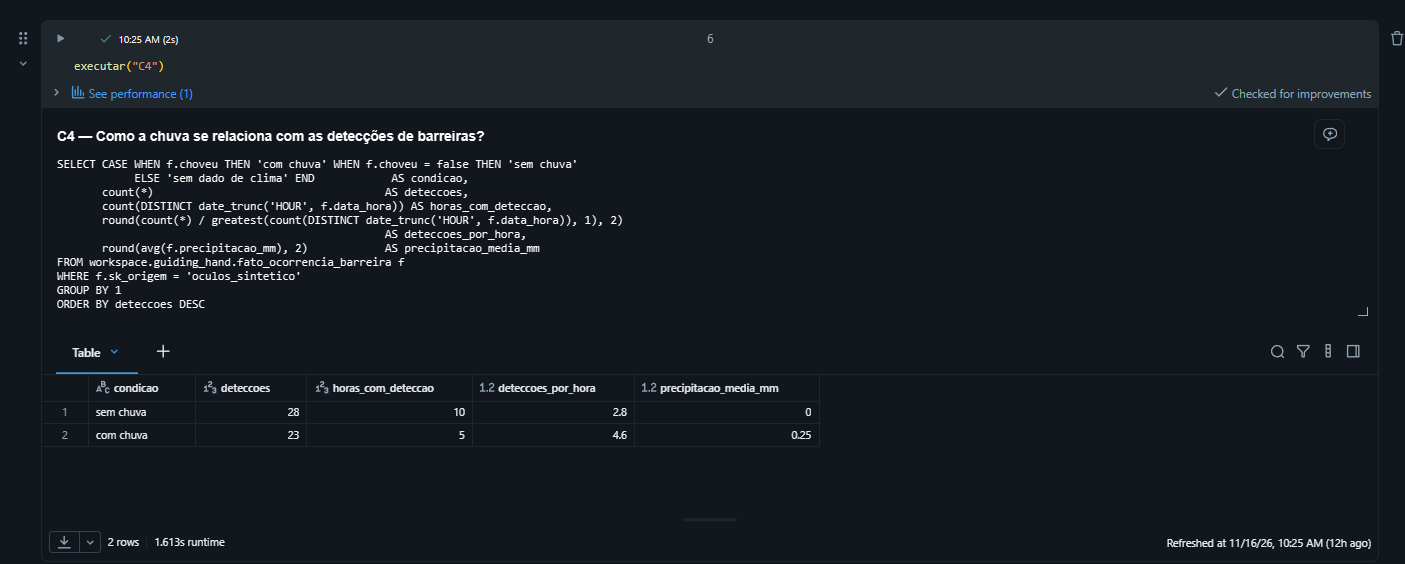 10:25 AM (2s)
6
executar("C4")
See performance (1)
Checked for improvements
C4 — Como a chuva se relaciona com as detecções de barreiras?
SELECT CASE WHEN f.choveu THEN 'com chuva' WHEN f.choveu = false THEN 'sem chuva'
ELSE 'sem dado de clima' END AS condicao,
count(*) AS deteccoes,
count(DISTINCT date_trunc('HOUR', f.data_hora)) AS horas_com_deteccao,
round(count(*) / greatest(count(DISTINCT date_trunc('HOUR', f.data_hora)), 1), 2)
AS deteccoes_por_hora,
round(avg(f.precipitacao_mm), 2) AS precipitacao_media_mm
FROM workspace.guiding_hand.fato_ocorrencia_barreira f
WHERE f.sk_origem = 'oculos_sintetico'
GROUP BY 1
ORDER BY deteccoes DESC
Table
condicao deteccoes horas_com_deteccao 1.2 deteccoes_por_hora 1.2 precipitacao_media_mm
1 sem chuva 28 10 2.8 0
2 com chuva 23 5 4.6 0.25
2 rows 1.613s runtime
Refreshed at 11/16/26, 10:25 AM (12h ago)